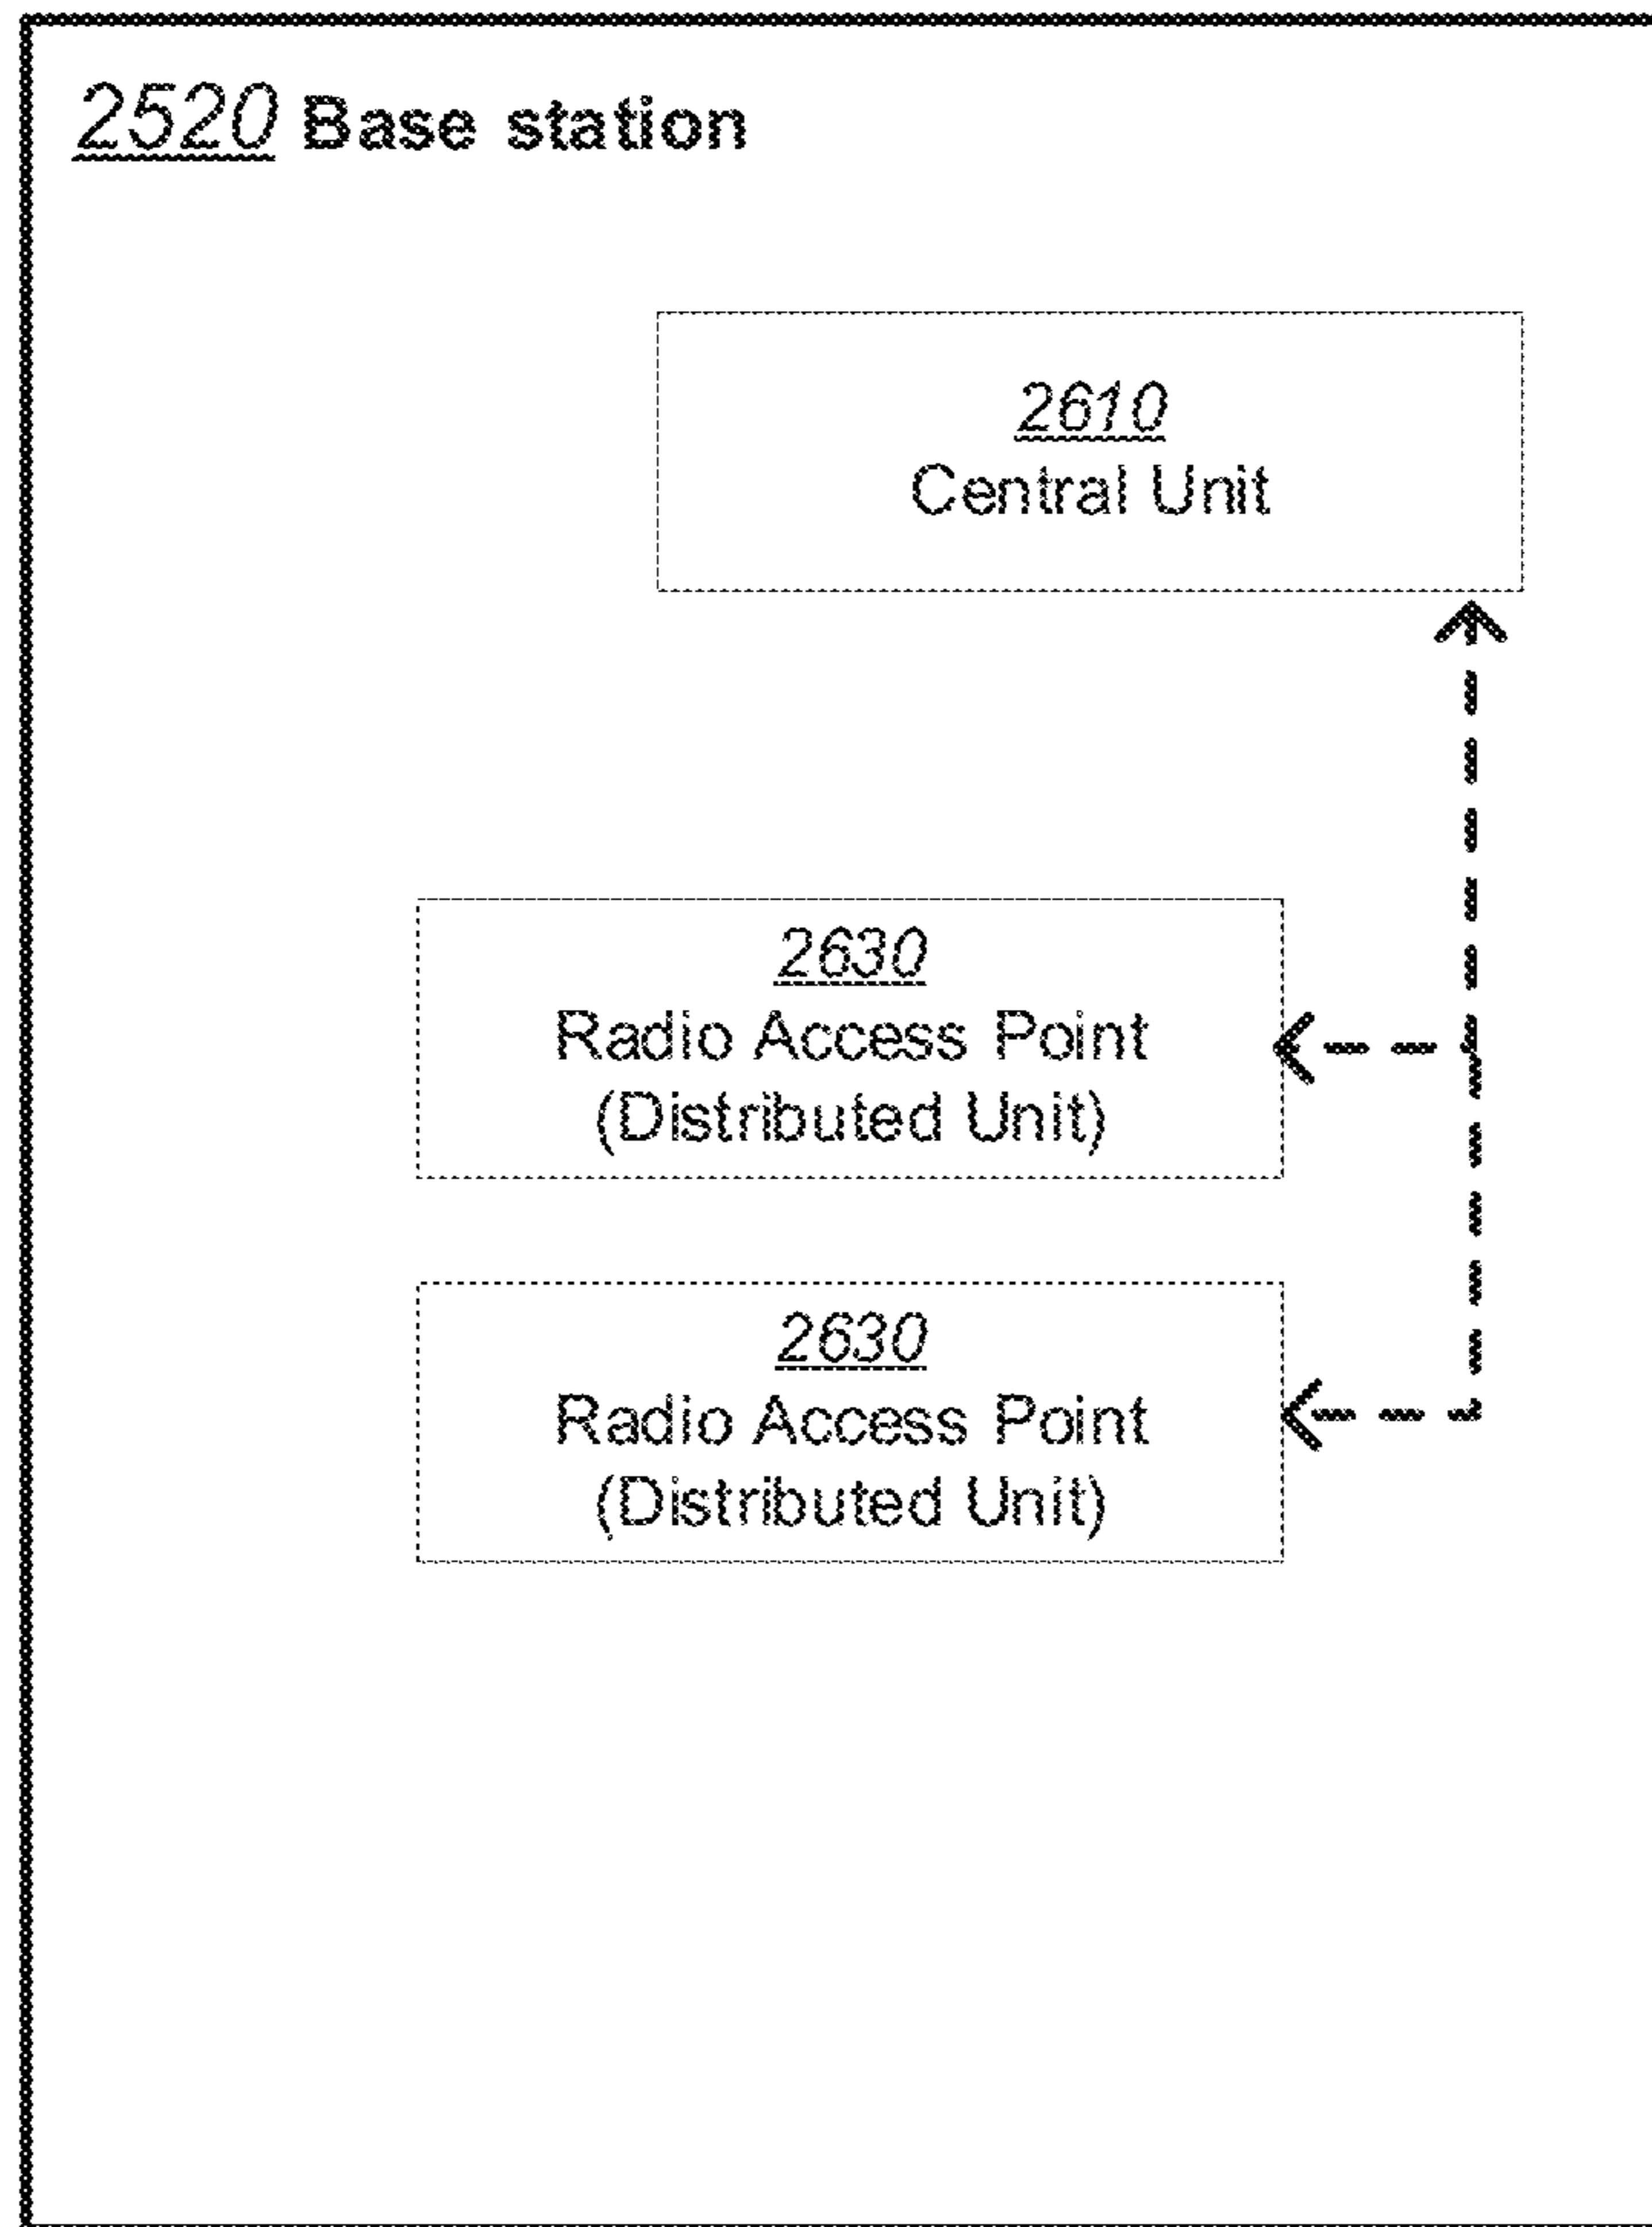 2520 Base station
2610
Central Unit
2630
Radio Access Point
(Distributed Unit)
2630
Radio Access Point
(Distributed Unit)